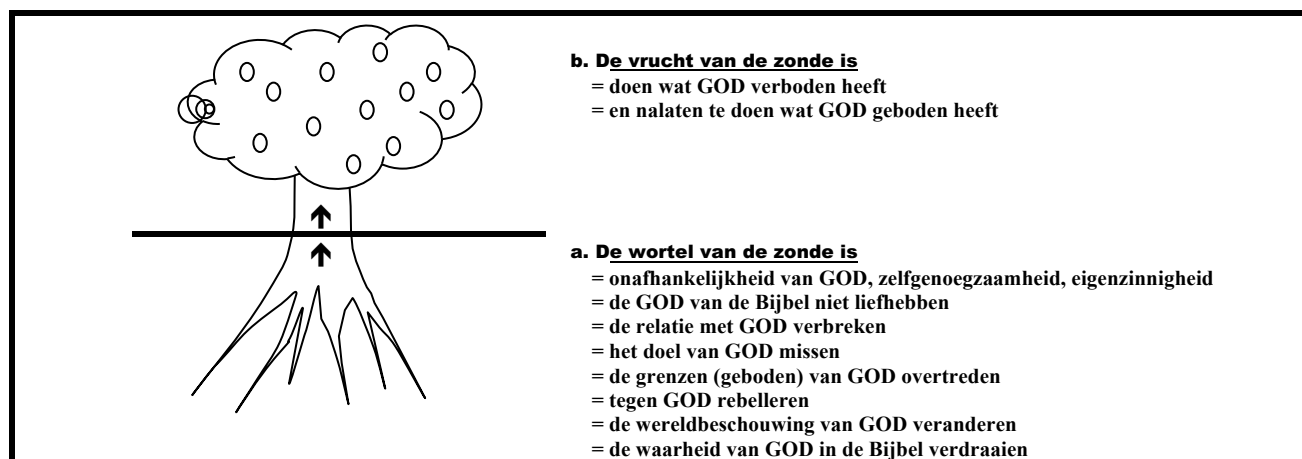 b. De vrucht van de zonde is
= doen wat GOD verboden heeft
= en nalaten te doen wat GOD geboden heeft
a. De wortel van de zonde is
= onafhankelijkheid van GOD, zelfgenoegzaamheid, eigenzinnigheid
= de GOD van de Bijbel niet liefhebben
= de relatie met GOD verbreken
= het doel van GOD missen
= de grenzen (geboden) van GOD overtreden
= tegen GOD rebelleren
= de wereldbeschouwing van GOD veranderen
= de waarheid van GOD in de Bijbel verdraaien